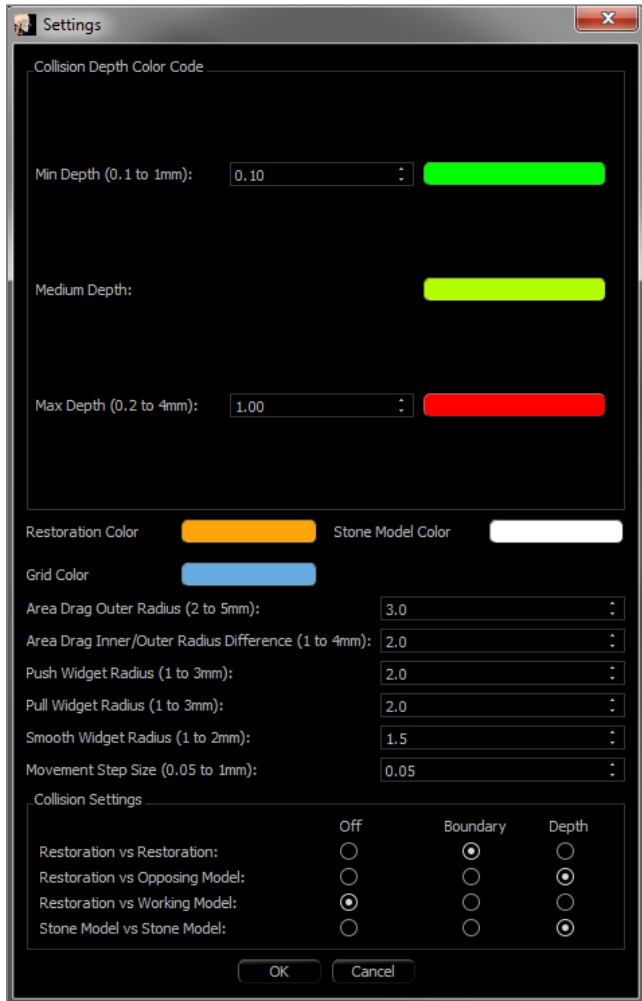 Settings
Collision Depth Color Code
Min Depth (0.1 to 1mm): 0.10
Medium Depth:
Max Depth (0.2 to 4mm): 1.00
Restoration Color Stone Model Color
Grid Color
Area Drag Outer Radius (2 to 5mm): 3.0
Area Drag Inner/Outer Radius Difference (1 to 4mm): 2.0
Push Widget Radius (1 to 3mm): 2.0
Pull Widget Radius (1 to 3mm): 2.0
Smooth Widget Radius (1 to 2mm): 1.5
Movement Step Size (0.05 to 1mm): 0.05
Collision Settings
Off Boundary Depth
Restoration vs Restoration:
Restoration vs Opposing Model:
Restoration vs Working Model:
Stone Model vs Stone Model:
OK Cancel